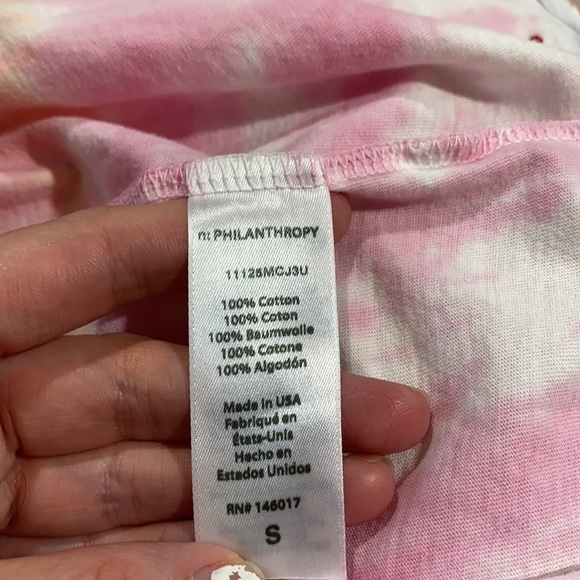 n: PHILANTHROPY
11125MCJ3U
100% Cotton
100% Coton
100% Baumwolle
100% Cotone
100% Algodón
Made in USA
Fabriqué en
États-Unis
Hecho en
Estados Unidos
RN# 146017
S